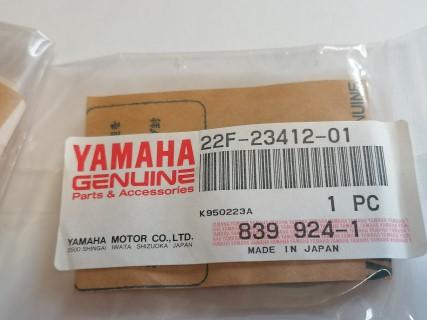 22F-23412-01
YAMAHA
GENUINE
Parts & Accessories
K950223A
1 PC
839 924-1
YAMAHA MOTOR CO.,LTD.
2500 SHINGAI IWATA SHIZUOKA JAPAN
MADE IN JAPAN
GENUINE